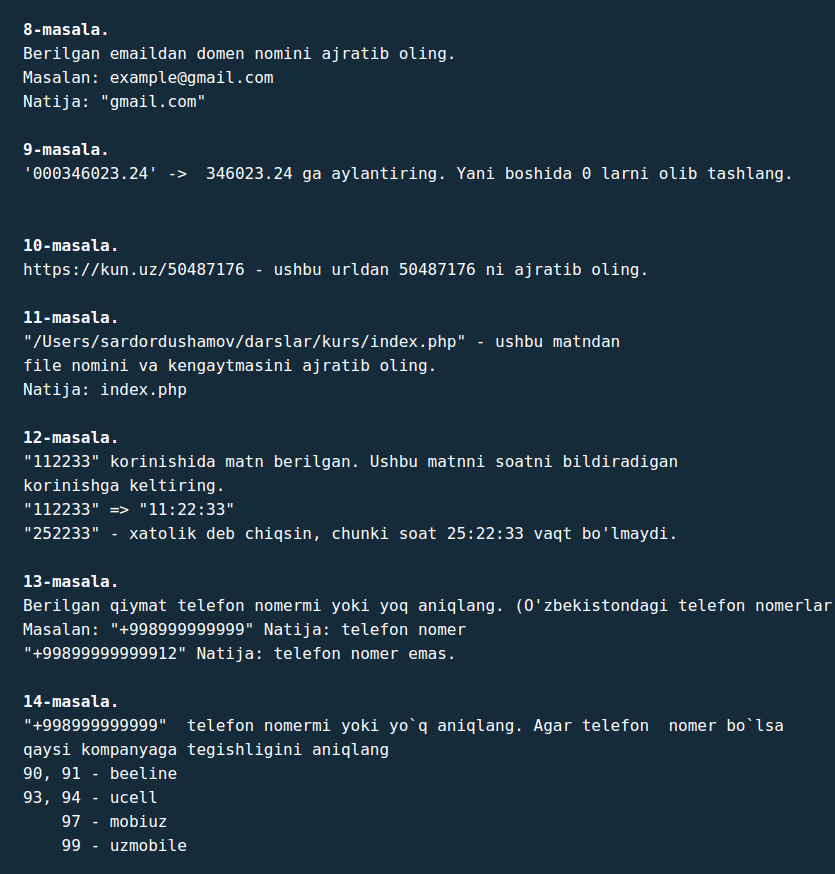 8-masala.
Berilgan emaildan domen nomini ajratib oling.
Masalan: example@gmail.com
Natija: "gmail.com"
9-masala.
'000346023.24' ->  346023.24 ga aylantiring. Yani boshida 0 larni olib tashlang.
10-masala.
https://kun.uz/50487176 - ushbu urldan 50487176 ni ajratib oling.
11-masala.
"/Users/sardordushamov/darslar/kurs/index.php" - ushbu matndan
file nomini va kengaytmasini ajratib oling.
Natija: index.php
12-masala.
"112233" korinishida matn berilgan. Ushbu matnni soatni bildiradigan
korinishga keltiring.
"112233" => "11:22:33"
"252233" - xatolik deb chiqsin, chunki soat 25:22:33 vaqt bo'lmaydi.
13-masala.
Berilgan qiymat telefon nomermi yoki yoq aniqlang. (O'zbekistondagi telefon nomerlar
Masalan: "+998999999999" Natija: telefon nomer
"+99899999999912" Natija: telefon nomer emas.
14-masala.
"+998999999999"  telefon nomermi yoki yo`q aniqlang. Agar telefon  nomer bo`lsa
qaysi kompanyaga tegishligini aniqlang
90, 91 - beeline
93, 94 - ucell
97 - mobiuz
99 - uzmobile